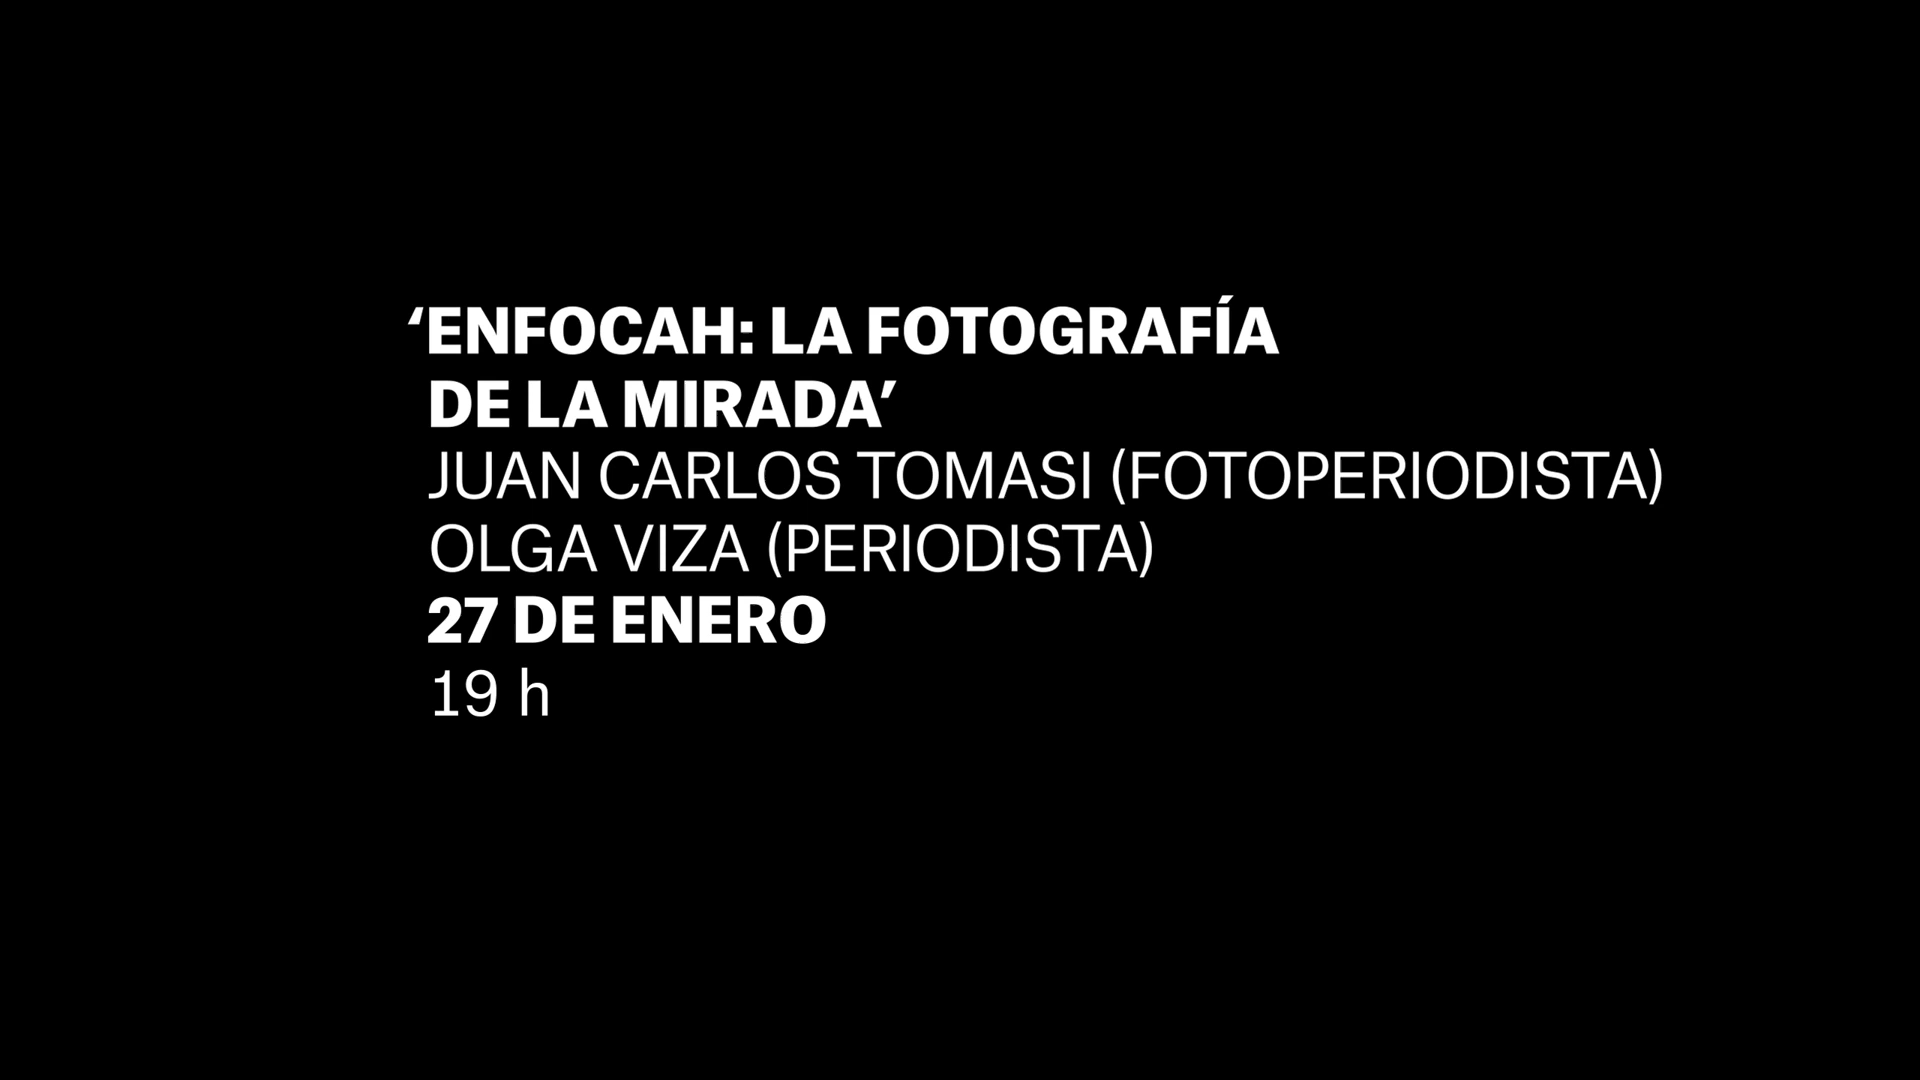 ‘ENFOCAH: LA FOTOGRAFÍA
DE LA MIRADA’
JUAN CARLOS TOMASI (FOTOPERIODISTA)
OLGA VIZA (PERIODISTA)
27 DE ENERO
19 h